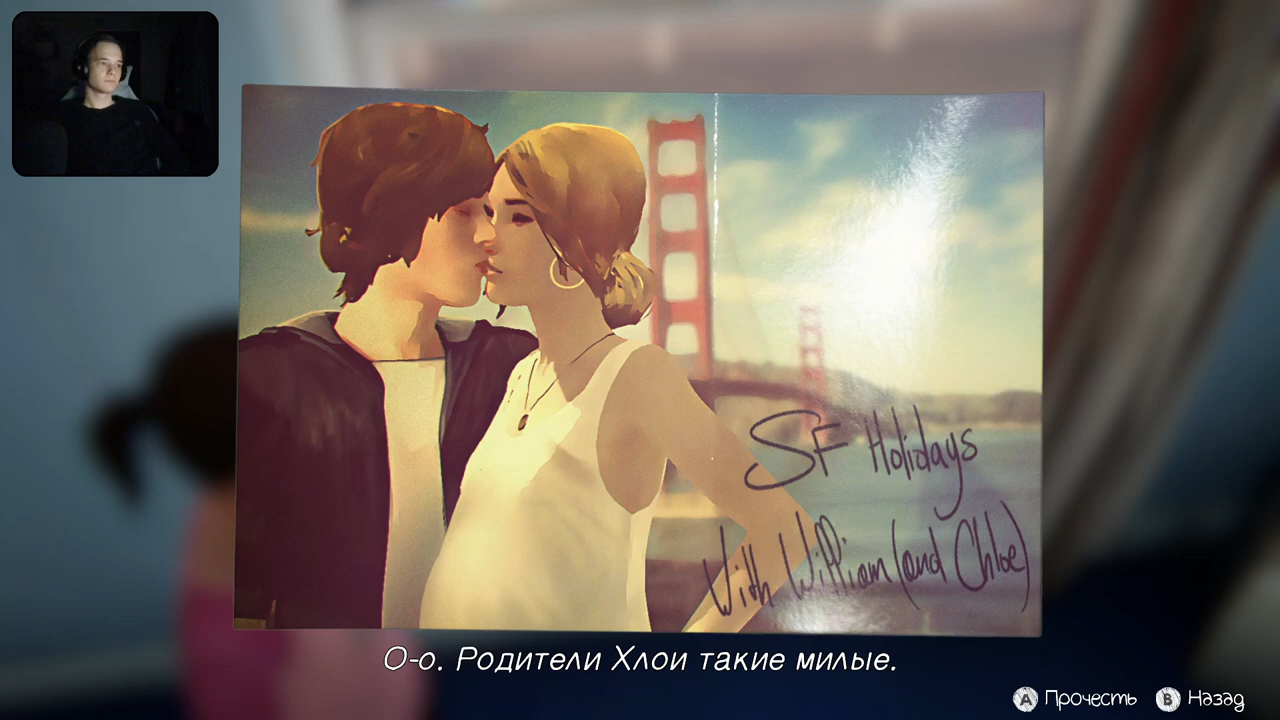 SF Holidays
With William (and Chloe)
О-о. Родители Хлои такие милые.
A Прочесть B Назад